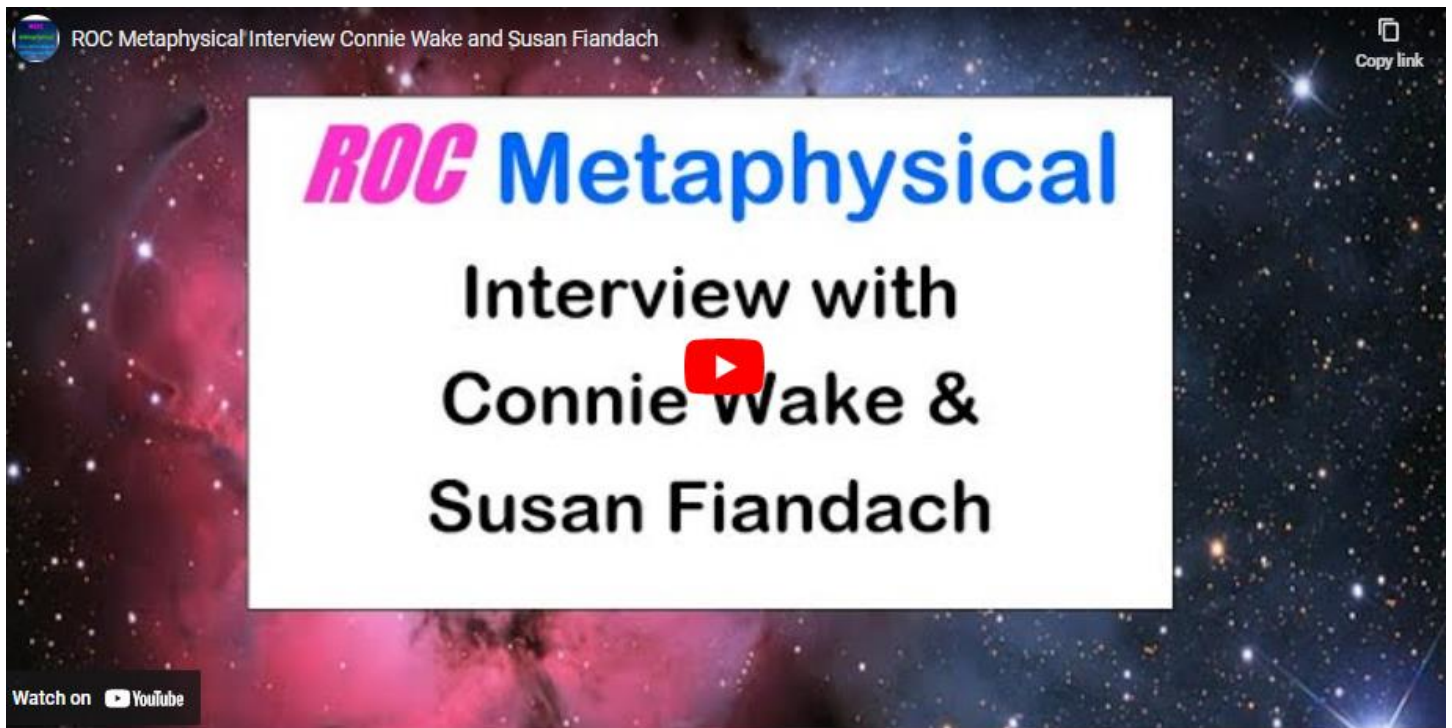 ROC Metaphysical Interview Connie Wake and Susan Fiandach
Copy link
ROC Metaphysical
Interview with
Connie Wake &
Susan Fiandach
Watch on YouTube